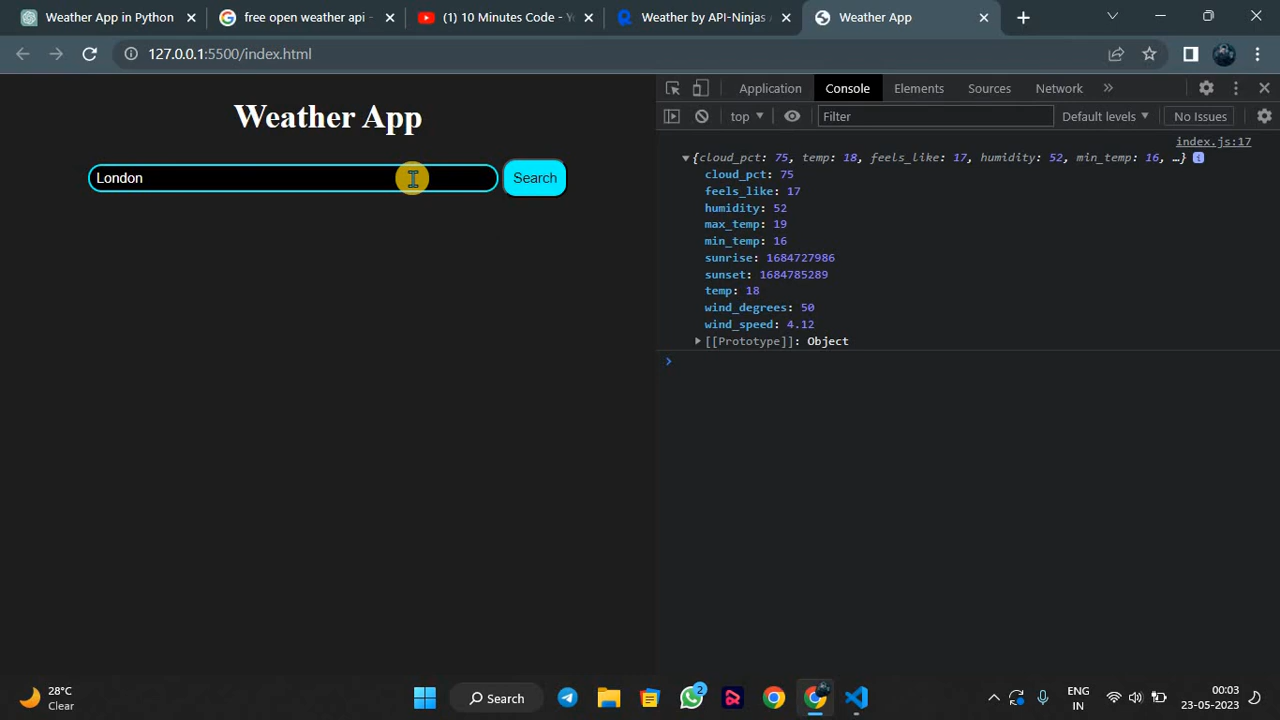 Weather App in Python
free open weather api -
(1) 10 Minutes Code - Yo
Weather by API-Ninjas
Weather App
127.0.0.1:5500/index.html
Weather App
London
Search
Application
Console
Elements
Sources
Network
top
Filter
Default levels
No Issues
index.js:17
{cloud_pct: 75, temp: 18, feels_like: 17, humidity: 52, min_temp: 16, …}
cloud_pct: 75
feels_like: 17
humidity: 52
max_temp: 19
min_temp: 16
sunrise: 1684727986
sunset: 1684785289
temp: 18
wind_degrees: 50
wind_speed: 4.12
[[Prototype]]: Object
28°C
Clear
Search
2
ENG
IN
00:03
23-05-2023